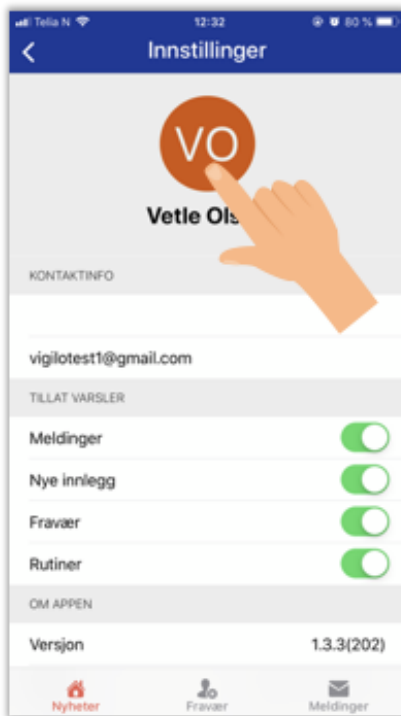 Telia N 12:32 80 %
Innstillinger
VO
Vetle Ols
KONTAKTINFO
vigilotest1@gmail.com
TILLAT VARSLER
Meldinger
Nye innlegg
Fravær
Rutiner
OM APPEN
Versjon 1.3.3(202)
Nyheter Fravær Meldinger